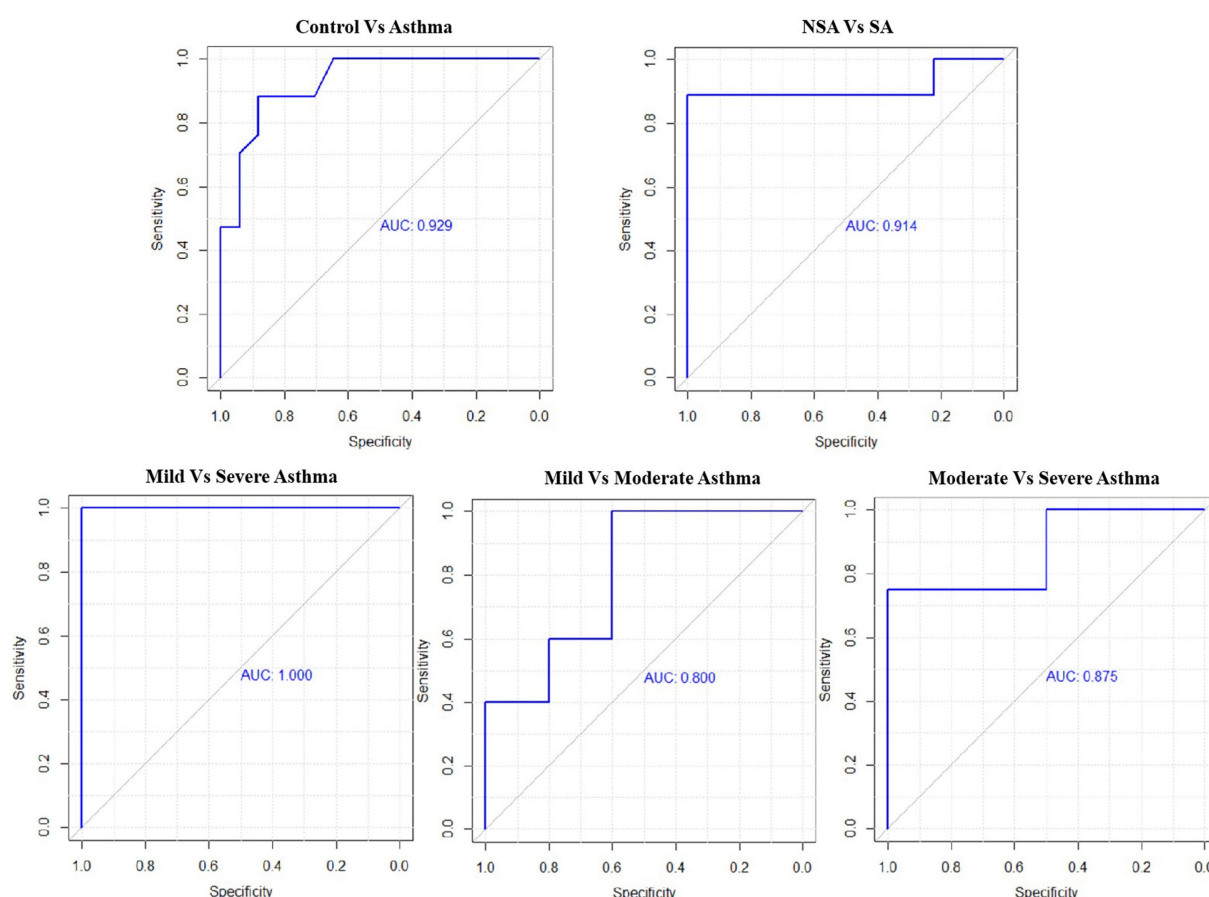 Control Vs Asthma
1.0
0.8
0.6
0.4
0.2
0.0
Sensitivity
AUC: 0.929
1.0 0.8 0.6 0.4 0.2 0.0
Specificity
NSA Vs SA
1.0
0.8
0.6
0.4
0.2
0.0
Sensitivity
AUC: 0.914
1.0 0.8 0.6 0.4 0.2 0.0
Specificity
Mild Vs Severe Asthma
1.0
0.8
0.6
0.4
0.2
0.0
Sensitivity
AUC: 1.000
1.0 0.8 0.6 0.4 0.2 0.0
Specificity
Mild Vs Moderate Asthma
1.0
0.8
0.6
0.4
0.2
0.0
Sensitivity
AUC: 0.800
1.0 0.8 0.6 0.4 0.2 0.0
Specificity
Moderate Vs Severe Asthma
1.0
0.8
0.6
0.4
0.2
0.0
Sensitivity
AUC: 0.875
1.0 0.8 0.6 0.4 0.2 0.0
Specificity